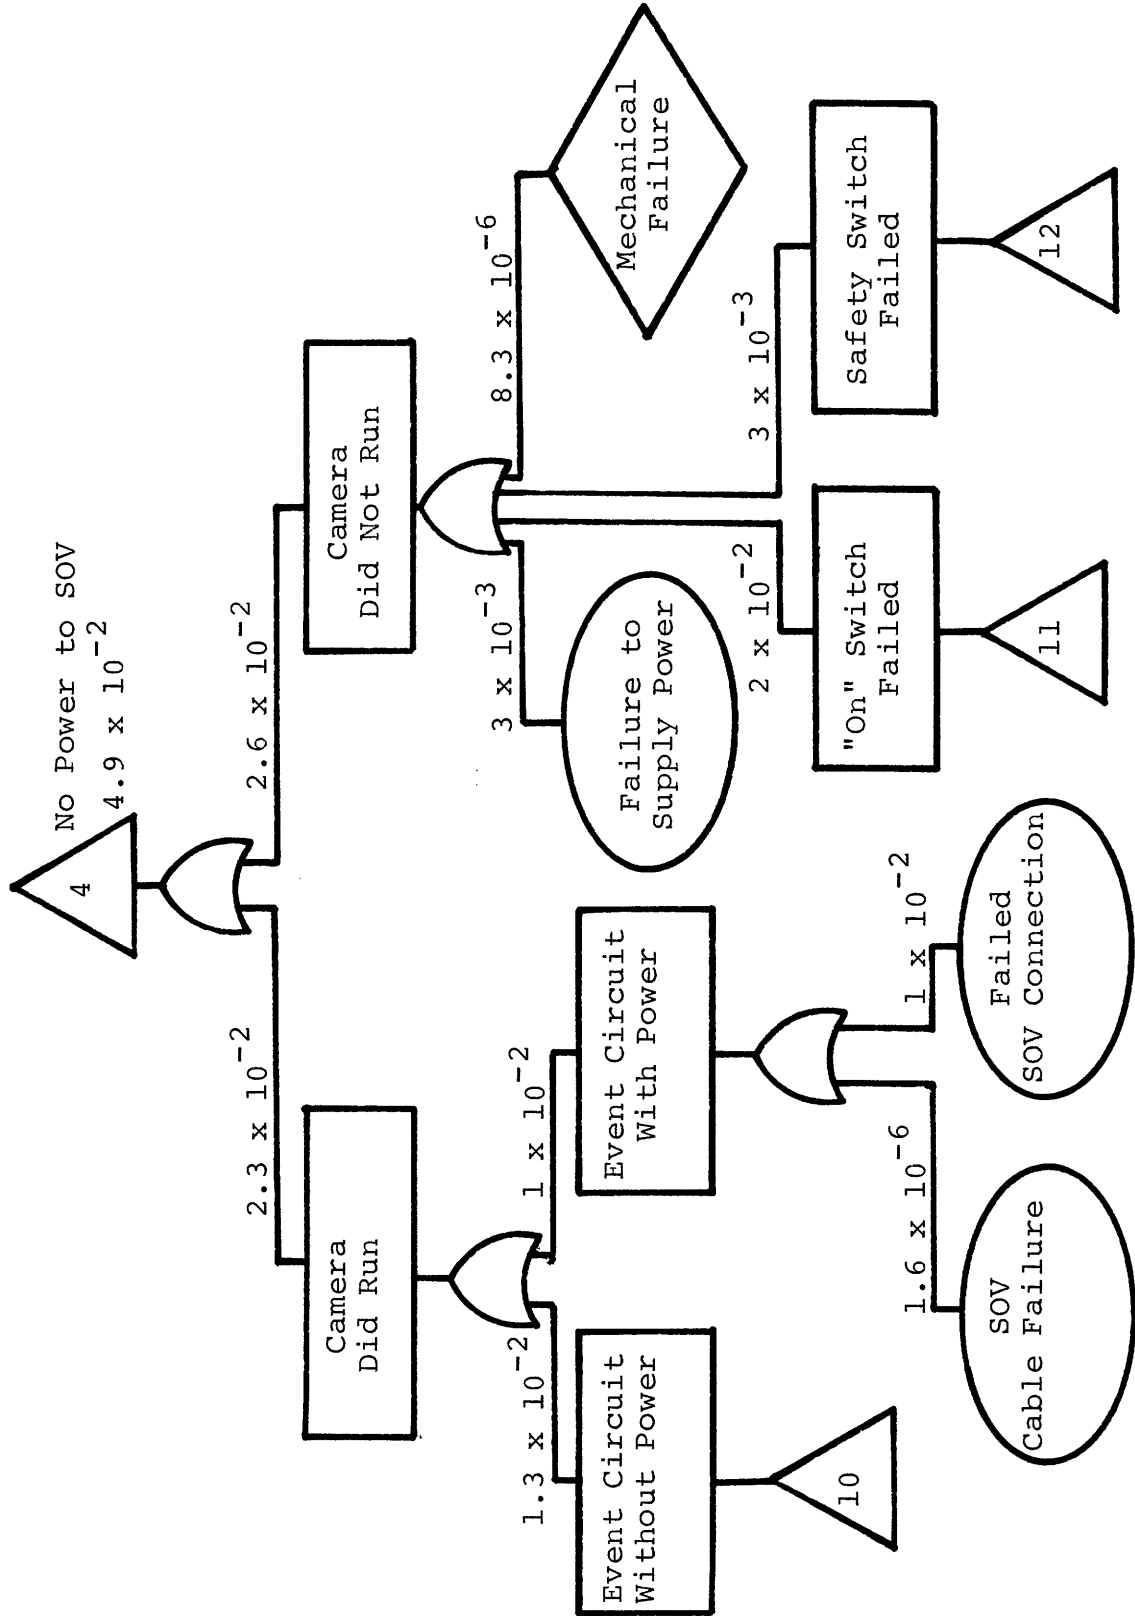 4
No Power to SOV
4.9 x 10^-2
2.3 x 10^-2
2.6 x 10^-2
Camera
Did Run
Camera
Did Not Run
1.3 x 10^-2
1 x 10^-2
3 x 10^-3
8.3 x 10^-6
Event Circuit
Without Power
Event Circuit
With Power
Failure to
Supply Power
Mechanical
Failure
2 x 10^-2
3 x 10^-3
10
1.6 x 10^-6
1 x 10^-2
"On" Switch
Failed
Safety Switch
Failed
SOV
Cable Failure
Failed
SOV Connection
11
12